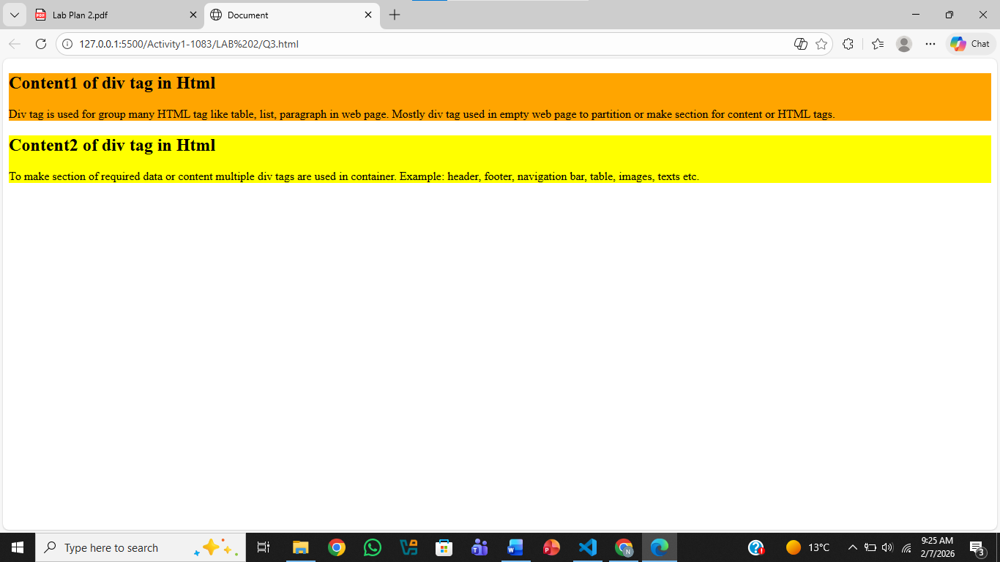 Lab Plan 2.pdf
Document
127.0.0.1:5500/Activity1-1083/LAB%202/Q3.html
Chat
Content1 of div tag in Html
Div tag is used for group many HTML tag like table, list, paragraph in web page. Mostly div tag used in empty web page to partition or make section for content or HTML tags.
Content2 of div tag in Html
To make section of required data or content multiple div tags are used in container. Example: header, footer, navigation bar, table, images, texts etc.
Type here to search
13°C
9:25 AM
2/7/2026
3